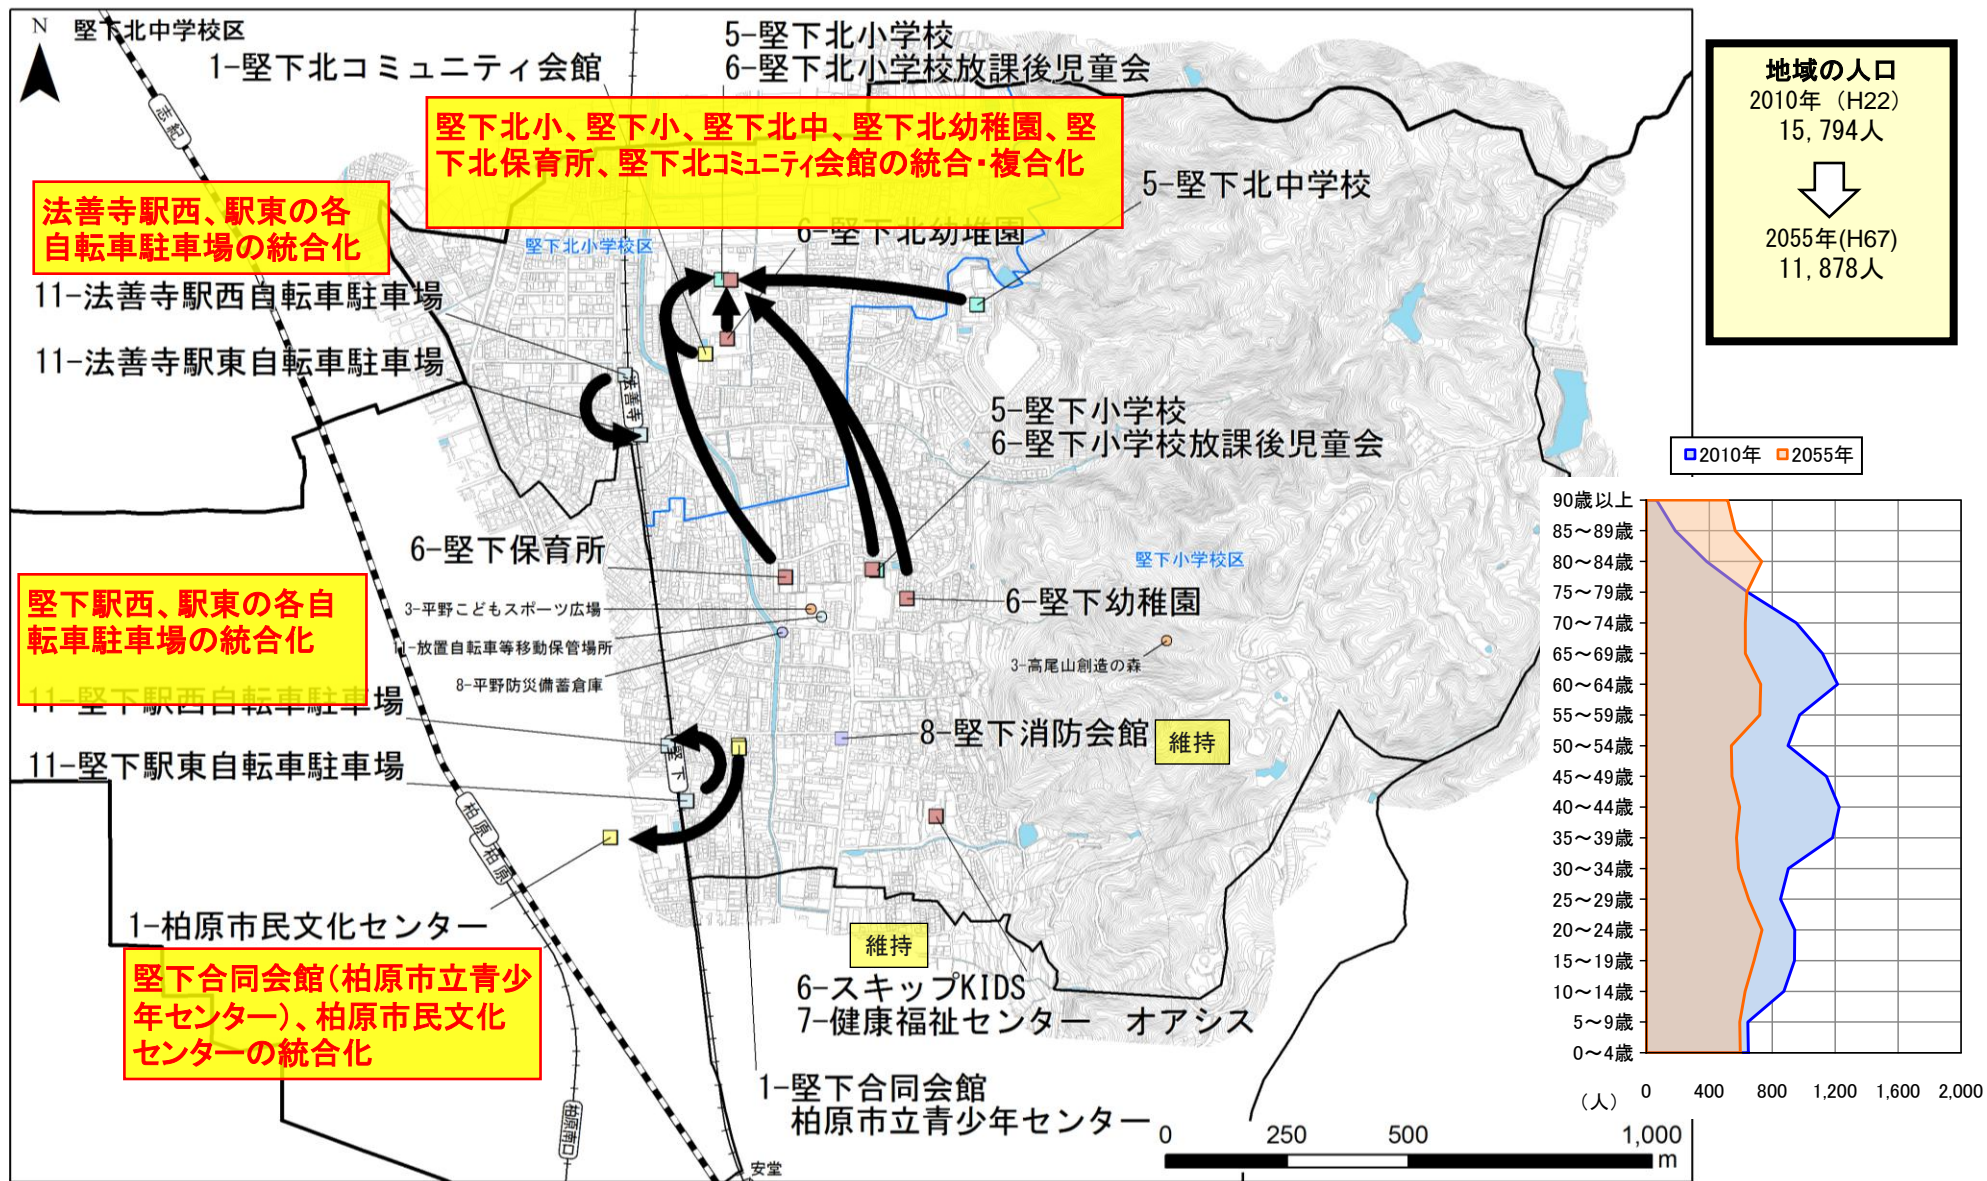 N
堅下北中学校区
1-堅下北コミュニティ会館
5-堅下北小学校
6-堅下北小学校放課後児童会
堅下北小、堅下小、堅下北中、堅下北幼稚園、堅
下北保育所、堅下北コミュニティ会館の統合・複合化
志紀
法善寺駅西、駅東の各
自転車駐車場の統合化
堅下北小学校区
6-堅下北幼稚園
5-堅下北中学校
11-法善寺駅西自転車駐車場
11-法善寺駅東自転車駐車場
法善寺
5-堅下小学校
6-堅下小学校放課後児童会
6-堅下保育所
堅下小学校区
6-堅下幼稚園
3-平野こどもスポーツ広場
11-放置自転車等移動保管場所
8-平野防災備蓄倉庫
3-高尾山創造の森
堅下駅西、駅東の各自
転車駐車場の統合化
11-堅下駅西自転車駐車場
11-堅下駅東自転車駐車場
堅下
8-堅下消防会館
維持
柏原
柏原
1-柏原市民文化センター
堅下合同会館（柏原市立青少
年センター）、柏原市民文化
センターの統合化
維持
6-スキップKIDS
7-健康福祉センター　オアシス
1-堅下合同会館
柏原市立青少年センター
柏原南口
安堂
0 250 500 1,000
m
地域の人口
2010年（H22）
15,794人
2055年(H67)
11,878人
2010年 2055年
90歳以上
85～89歳
80～84歳
75～79歳
70～74歳
65～69歳
60～64歳
55～59歳
50～54歳
45～49歳
40～44歳
35～39歳
30～34歳
25～29歳
20～24歳
15～19歳
10～14歳
5～9歳
0～4歳
（人） 0 400 800 1,200 1,600 2,000